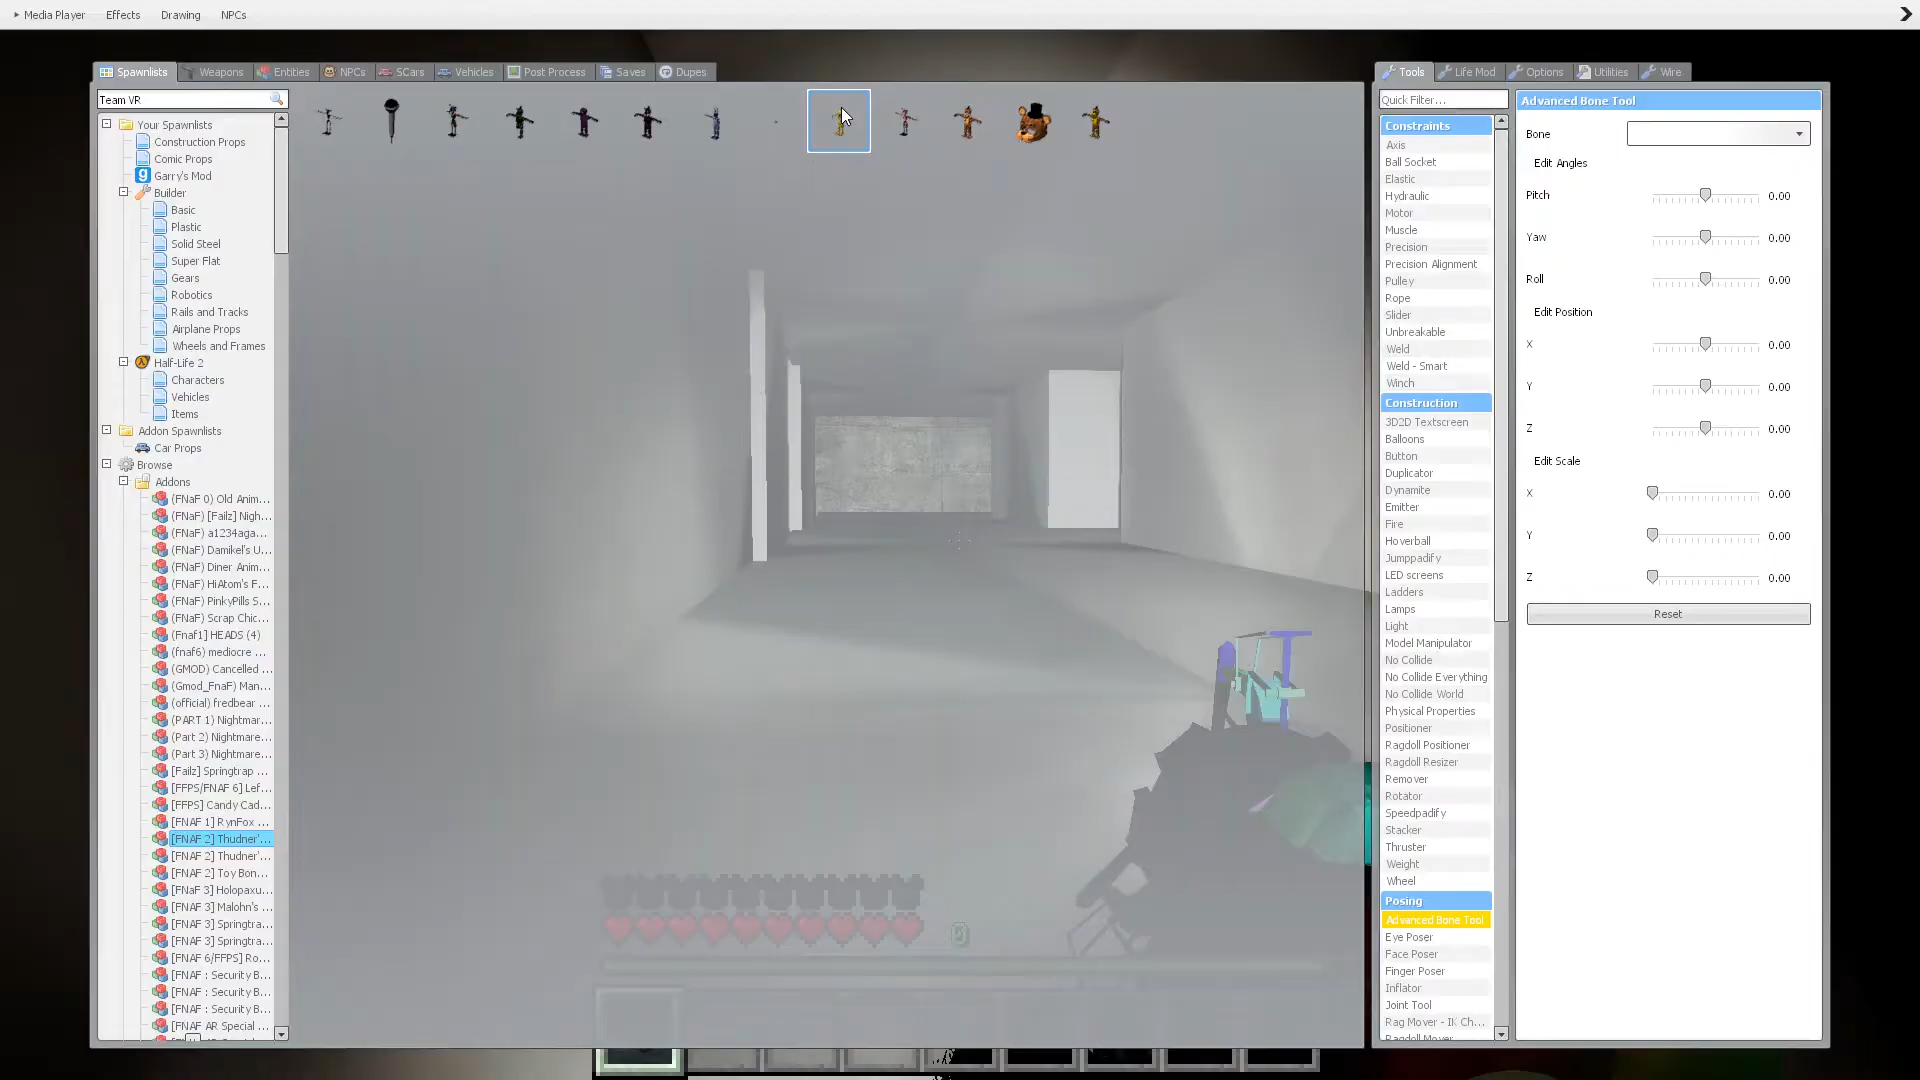 Media Player Effects Drawing NPCs
Spawnlists Weapons Entities NPCs SCars Vehicles Post Process Saves Dupes
Team VR
Your Spawnlists
Construction Props
Comic Props
Garry's Mod
Builder
Basic
Plastic
Solid Steel
Super Flat
Gears
Robotics
Rails and Tracks
Airplane Props
Wheels and Frames
Half-Life 2
Characters
Vehicles
Items
Addon Spawnlists
Car Props
Browse
Addons
(FNaF 0) Old Anim...
(FNaF) [Failz] Nigh...
(FNaF) a1234aga...
(FNaF) Damikel's U...
(FNaF) Diner Anim...
(FNaF) HiAtom's F...
(FNaF) PinkyPills S...
(FNaF) Scrap Chic...
(Fnaf1] HEADS (4)
(fnaf6) mediocre ...
(GMOD) Cancelled ...
(Gmod_FnaF) Man...
(official) fredbear ...
(PART 1) Nightmar...
(Part 2) Nightmare...
(Part 3) Nightmare...
[Failz] Springtrap ...
[FFPS/FNAF 6] Lef...
[FFPS] Candy Cad...
[FNAF 1] RynFox ...
[FNAF 2] Thudner'...
[FNAF 2] Thudner'...
[FNAF 2] Toy Bon...
[FNaF 3] Holopaxu...
[FNAF 3] Malohn's ...
[FNAF 3] Springtra...
[FNAF 3] Springtra...
[FNAF 6/FFPS] Ro...
[FNAF : Security B...
[FNAF : Security B...
[FNAF : Security B...
[FNAF AR Special ...
Tools Life Mod Options Utilities Wire
Quick Filter...
Constraints
Axis
Ball Socket
Elastic
Hydraulic
Motor
Muscle
Precision
Precision Alignment
Pulley
Rope
Slider
Unbreakable
Weld
Weld - Smart
Winch
Construction
3D2D Textscreen
Balloons
Button
Duplicator
Dynamite
Emitter
Fire
Hoverball
Jumppadify
LED screens
Ladders
Lamps
Light
Model Manipulator
No Collide
No Collide Everything
No Collide World
Physical Properties
Positioner
Ragdoll Positioner
Ragdoll Resizer
Remover
Rotator
Speedpadify
Stacker
Thruster
Weight
Wheel
Posing
Advanced Bone Tool
Eye Poser
Face Poser
Finger Poser
Inflator
Joint Tool
Rag Mover - IK Ch...
Ragdoll Mover
Advanced Bone Tool
Bone
Edit Angles
Pitch 0.00
Yaw 0.00
Roll 0.00
Edit Position
X 0.00
Y 0.00
Z 0.00
Edit Scale
X 0.00
Y 0.00
Z 0.00
Reset